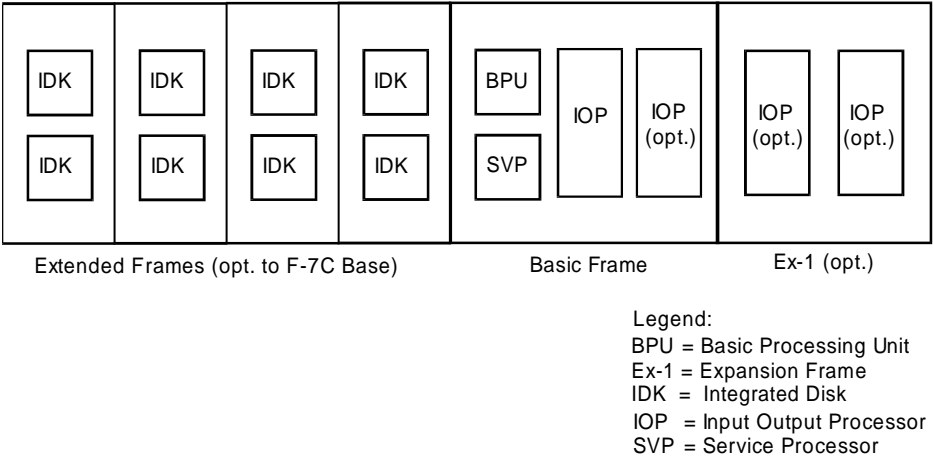 IDK IDK IDK IDK BPU IOP IOP (opt.) IOP (opt.) IOP (opt.)
IDK IDK IDK IDK SVP
Extended Frames (opt. to F-7C Base) Basic Frame Ex-1 (opt.)
Legend:
BPU = Basic Processing Unit
Ex-1 = Expansion Frame
IDK = Integrated Disk
IOP = Input Output Processor
SVP = Service Processor